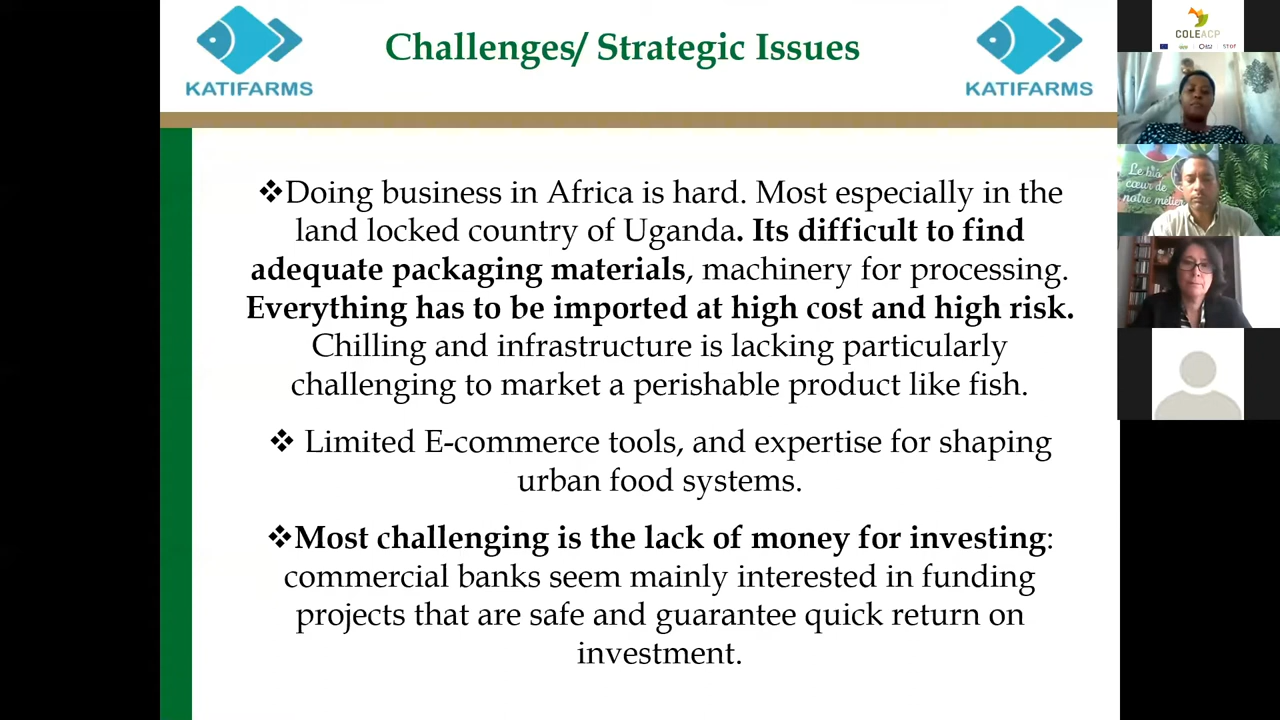 KATIFARMS
Challenges/ Strategic Issues
KATIFARMS
❖Doing business in Africa is hard. Most especially in the
land locked country of Uganda. Its difficult to find
adequate packaging materials, machinery for processing.
Everything has to be imported at high cost and high risk.
Chilling and infrastructure is lacking particularly
challenging to market a perishable product like fish.
❖ Limited E-commerce tools, and expertise for shaping
urban food systems.
❖Most challenging is the lack of money for investing:
commercial banks seem mainly interested in funding
projects that are safe and guarantee quick return on
investment.
COLEACP
Le bio
cœur de
notre métier